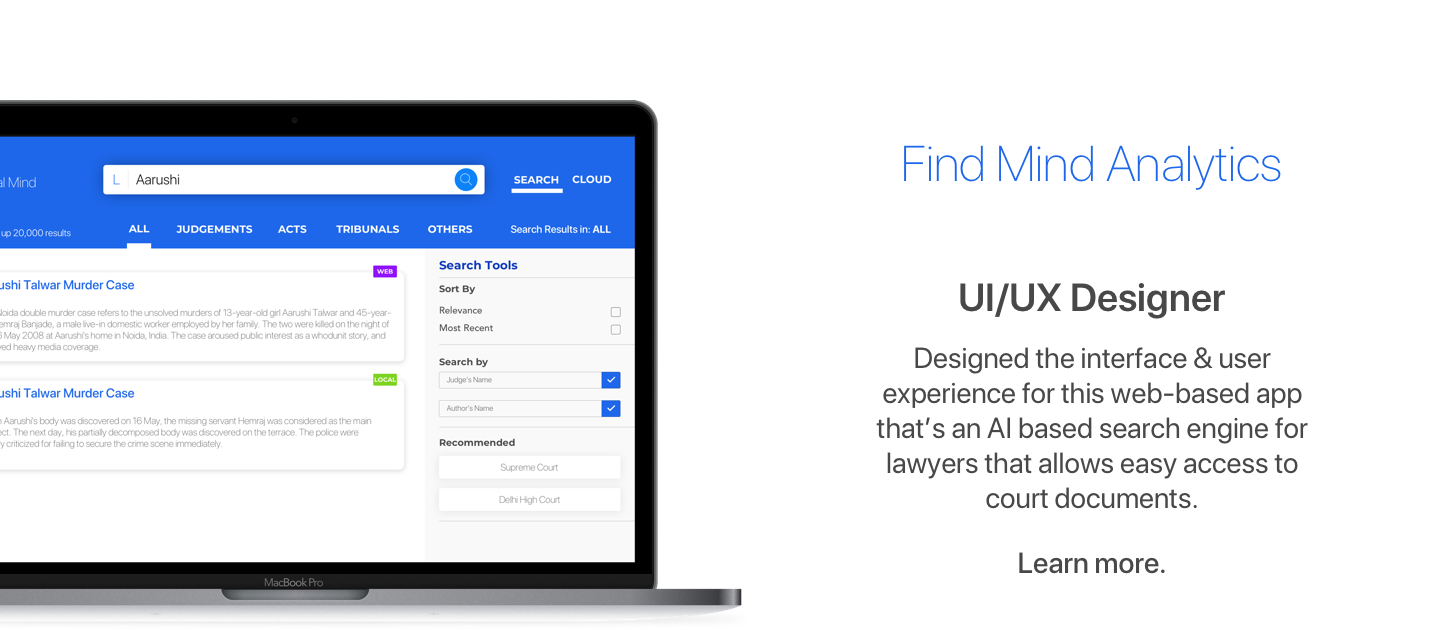 al Mind
L Aarushi
SEARCH CLOUD
up 20,000 results
ALL JUDGEMENTS ACTS TRIBUNALS OTHERS
Search Results in: ALL
WEB
ushi Talwar Murder Case
Noida double murder case refers to the unsolved murders of 13-year-old girl Aarushi Talwar and 45-year-
emraj Banjade, a male live-in domestic worker employed by her family. The two were killed on the night of
May 2008 at Aarushi's home in Noida, India. The case aroused public interest as a whodunit story, and
ved heavy media coverage.
LOCAL
ushi Talwar Murder Case
Aarushi's body was discovered on 16 May, the missing servant Hemraj was considered as the main
ect. The next day, his partially decomposed body was discovered on the terrace. The police were
y criticized for failing to secure the crime scene immediately.
Search Tools
Sort By
Relevance
Most Recent
Search by
Judge's Name
Author's Name
Recommended
Supreme Court
Delhi High Court
MacBook Pro
Find Mind Analytics
UI/UX Designer
Designed the interface & user
experience for this web-based app
that's an AI based search engine for
lawyers that allows easy access to
court documents.
Learn more.